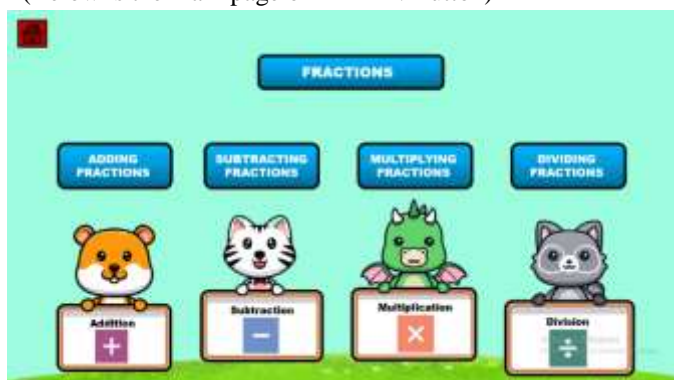 FRACTIONS
ADDING
FRACTIONS
SUBTRACTING
FRACTIONS
MULTIPLYING
FRACTIONS
DIVIDING
FRACTIONS
Addition
+
Subtraction
−
Multiplication
×
Division
÷